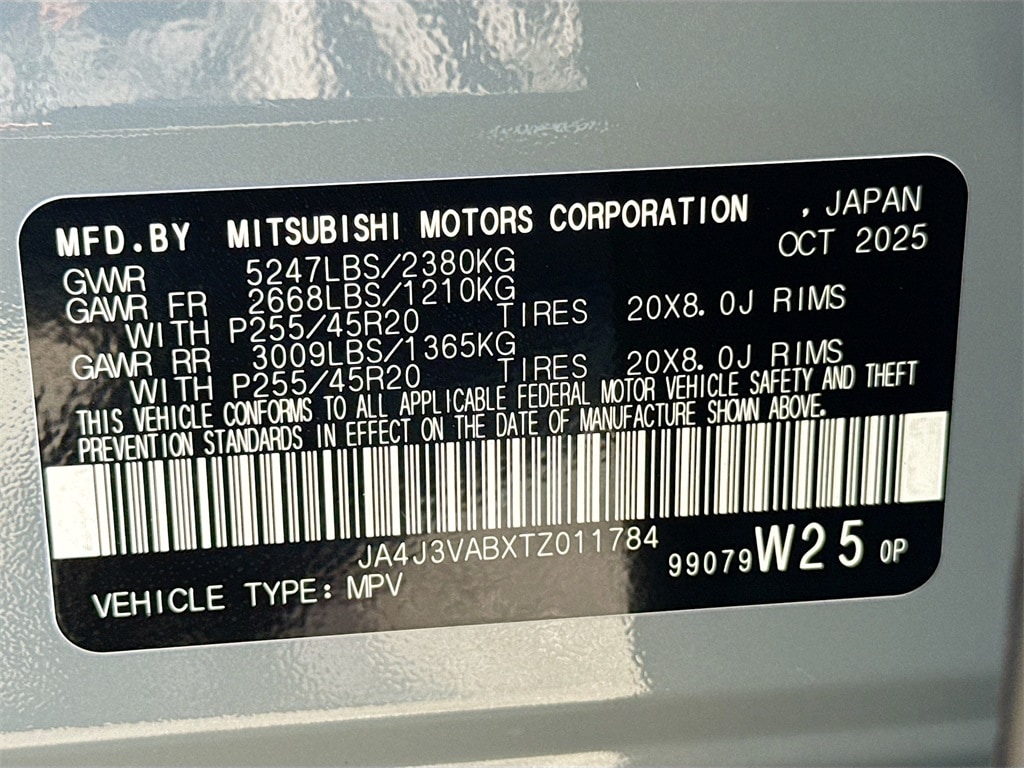 MFD.BY MITSUBISHI MOTORS CORPORATION , JAPAN
OCT 2025
GWWR 5247LBS/2380KG
GAWR FR 2668LBS/1210KG
WITH P255/45R20 TIRES 20X8.0J RIMS
GAWR RR 3009LBS/1365KG
WITH P255/45R20 TIRES 20X8.0J RIMS
THIS VEHICLE CONFORMS TO ALL APPLICABLE FEDERAL MOTOR VEHICLE SAFETY AND THEFT
PREVENTION STANDARDS IN EFFECT ON THE DATE OF MANUFACTURE SHOWN ABOVE.
JA4J3VABXTZ011784
99079 W25 0P
VEHICLE TYPE: MPV